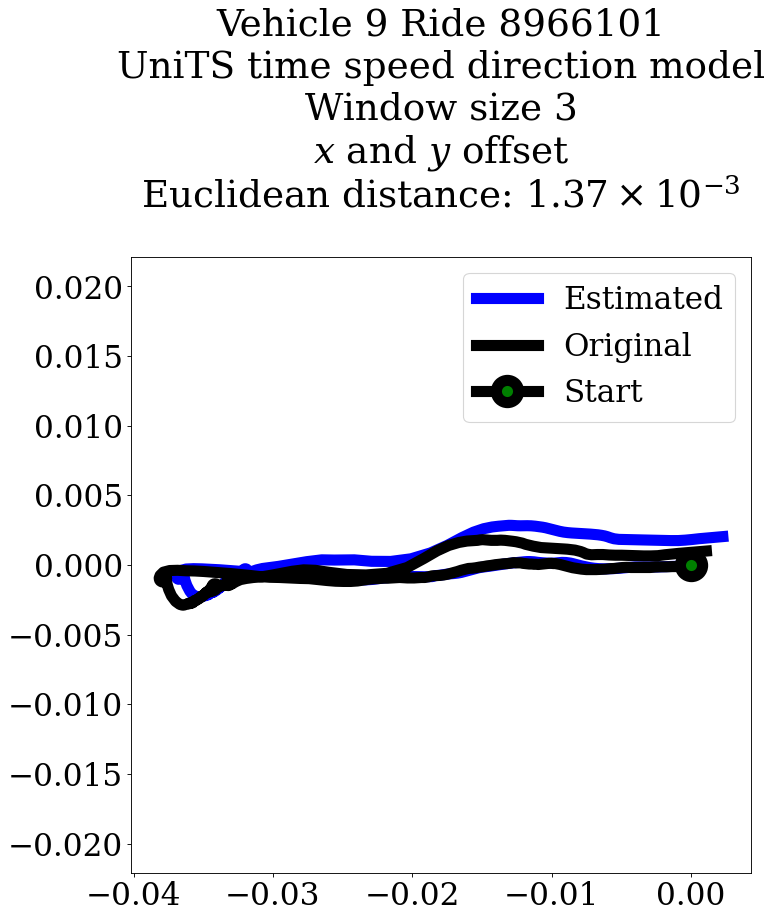 Vehicle 9 Ride 8966101
UniTS time speed direction model
Window size 3
x and y offset
Euclidean distance: 1.37 × 10⁻³
Estimated
Original
Start
0.020
0.015
0.010
0.005
0.000
−0.005
−0.010
−0.015
−0.020
−0.04 −0.03 −0.02 −0.01 0.00